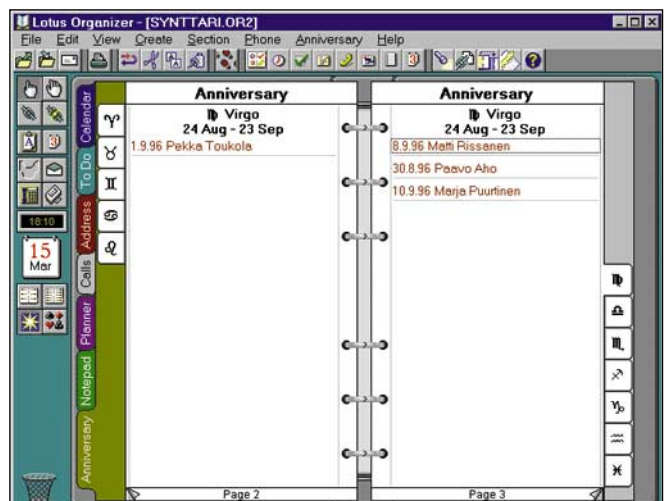 Lotus Organizer - [SYNTTARI.OR2]
File Edit View Create Section Phone Anniversary Help
Calendar
To Do
Address
Calls
Planner
Notepad
Anniversary
18:10
15
Mar
Anniversary
♍ Virgo
24 Aug - 23 Sep
1.9.96 Pekka Toukola
Page 2
Anniversary
♍ Virgo
24 Aug - 23 Sep
8.9.96 Matti Rissanen
30.8.96 Paavo Aho
10.9.96 Marja Puurtinen
Page 3